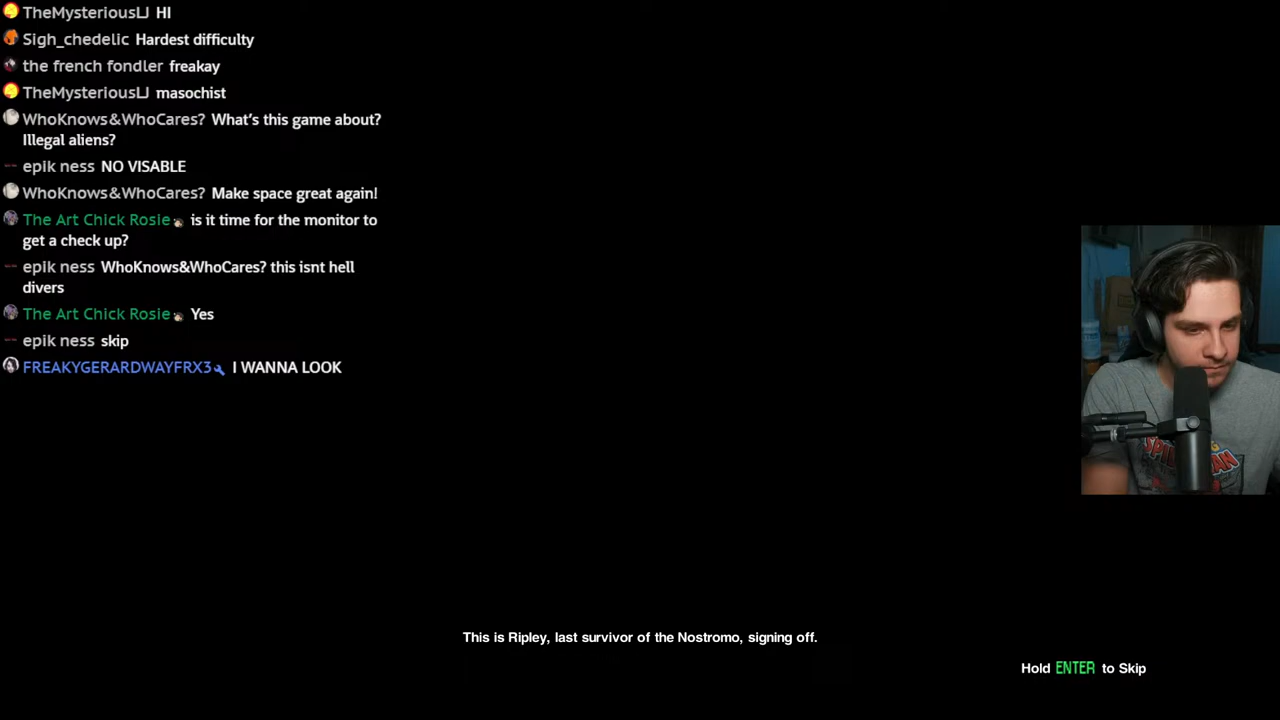 TheMysteriousLJ HI
Sigh_chedelic Hardest difficulty
the french fondler freakay
TheMysteriousLJ masochist
WhoKnows&WhoCares? What's this game about?
Illegal aliens?
epik ness NO VISABLE
WhoKnows&WhoCares? Make space great again!
The Art Chick Rosie is it time for the monitor to
get a check up?
epik ness WhoKnows&WhoCares? this isnt hell
divers
The Art Chick Rosie Yes
epik ness skip
FREAKYGERARDWAYFRX3 I WANNA LOOK
This is Ripley, last survivor of the Nostromo, signing off.
Hold ENTER to Skip